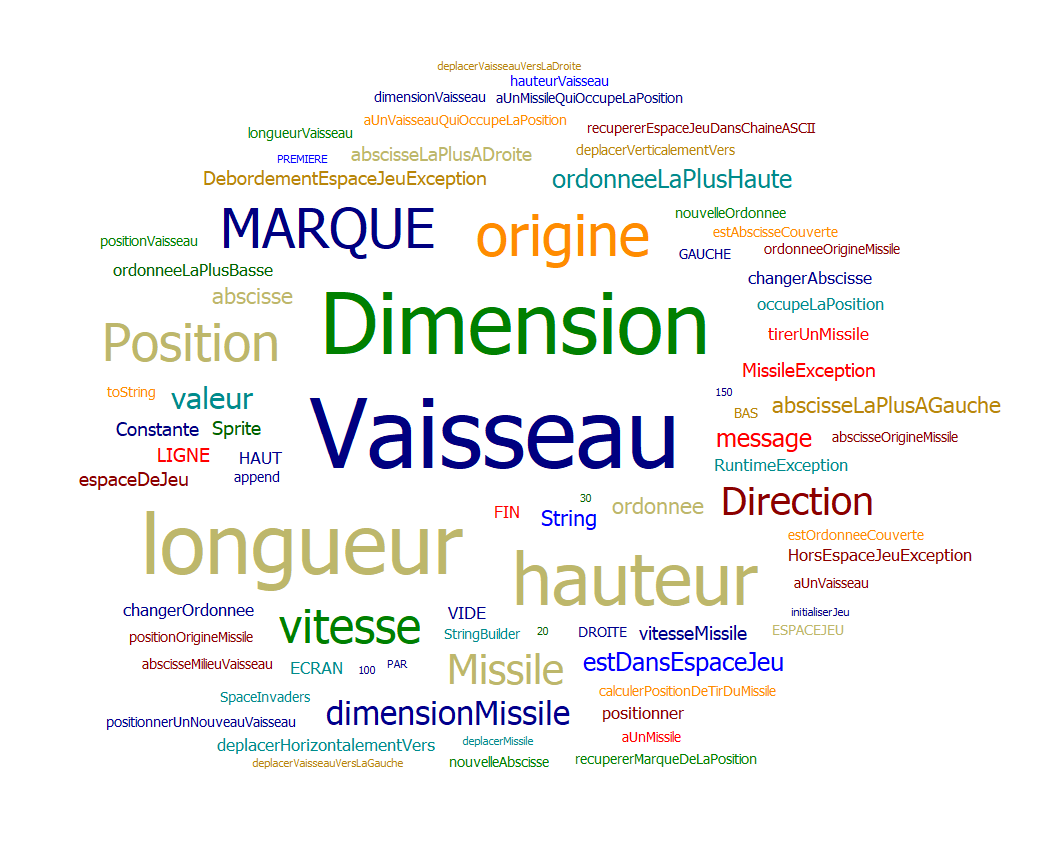 deplacerVaisseauVersLaDroite
hauteurVaisseau
dimensionVaisseau aUnMissileQuiOccupeLaPosition
aUnVaisseauQuiOccupeLaPosition
longueurVaisseau recupererEspaceJeuDansChaineASCII
PREMIERE abscisseLaPlusADroite deplacerVerticalementVers
DebordementEspaceJeuException ordonneeLaPlusHaute
MARQUE origine nouvelleOrdonnee
estAbscisseCouverte
positionVaisseau GAUCHE ordonneeOrigineMissile
ordonneeLaPlusBasse changerAbscisse
abscisse Dimension occupeLaPosition
Position tirerUnMissile
MissileException
toString valeur 150 abscisseLaPlusAGauche
BAS
Constante Sprite Vaisseau message abscisseOrigineMissile
LIGNE HAUT RuntimeException
espaceDeJeu append
30 ordonnee Direction
FIN String
longueur estOrdonneeCouverte
HorsEspaceJeuException
hauteur aUnVaisseau
changerOrdonnee vitesse VIDE initialiserJeu
positionOrigineMissile StringBuilder 20 DROITE vitesseMissile ESPACEJEU
abscisseMilieuVaisseau ECRAN 100 PAR Missile estDansEspaceJeu
SpaceInvaders calculerPositionDeTirDuMissile
positionnerUnNouveauVaisseau dimensionMissile positionner
deplacerHorizontalementVers deplacerMissile aUnMissile
deplacerVaisseauVersLaGauche nouvelleAbscisse recupererMarqueDeLaPosition